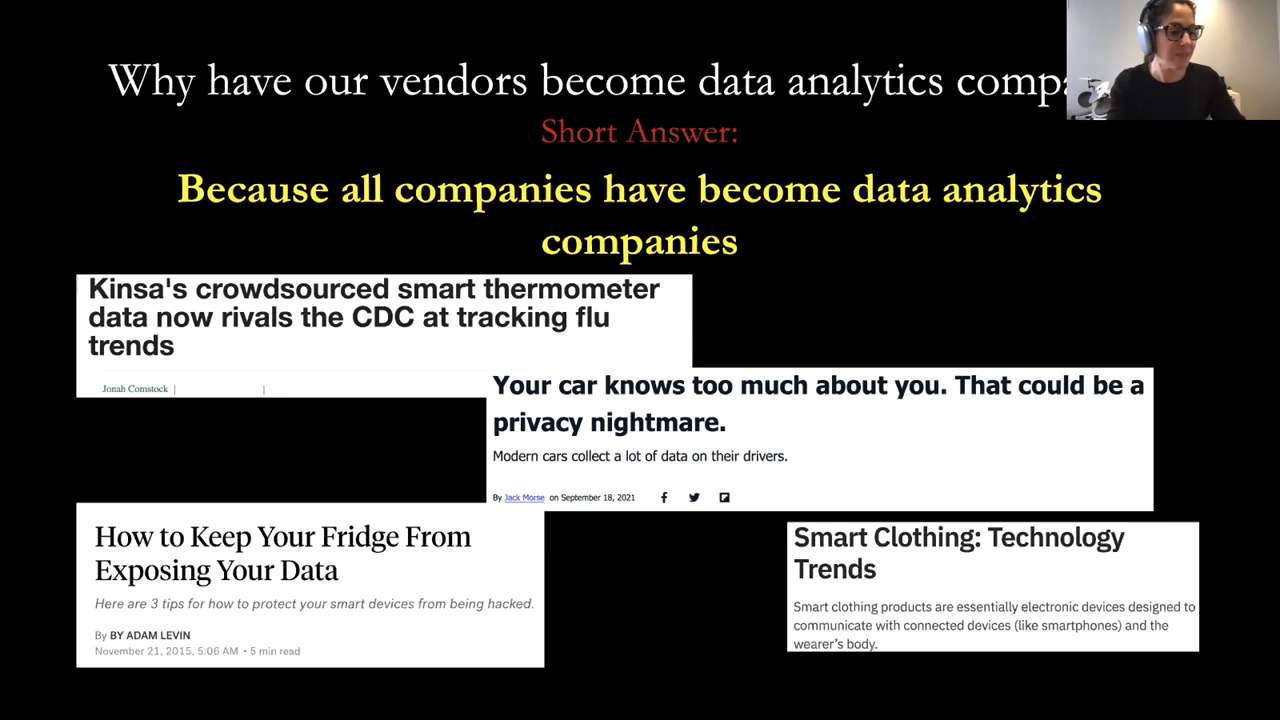 Why have our vendors become data analytics comp
Short Answer:
Because all companies have become data analytics
companies
Kinsa's crowdsourced smart thermometer
data now rivals the CDC at tracking flu
trends
Jonah Comstock | |
Your car knows too much about you. That could be a
privacy nightmare.
Modern cars collect a lot of data on their drivers.
By Jack Morse on September 18, 2021
How to Keep Your Fridge From
Exposing Your Data
Here are 3 tips for how to protect your smart devices from being hacked.
By BY ADAM LEVIN
November 21, 2015, 5:06 AM • 5 min read
Smart Clothing: Technology
Trends
Smart clothing products are essentially electronic devices designed to
communicate with connected devices (like smartphones) and the
wearer's body.